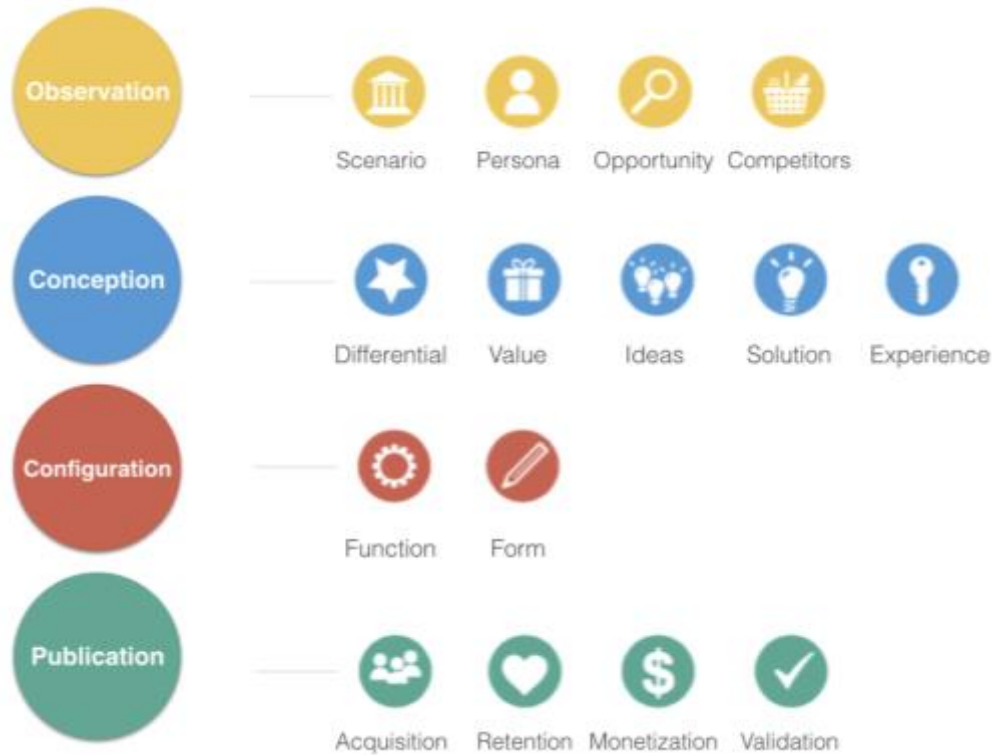 Observation
Scenario Persona Opportunity Competitors
Conception
Differential Value Ideas Solution Experience
Configuration
Function Form
Publication
Acquisition Retention Monetization Validation